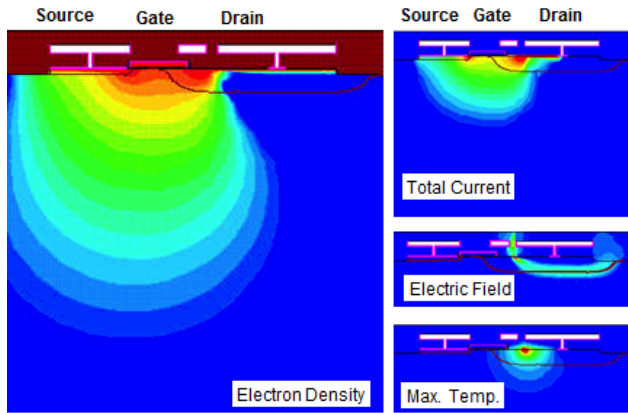 Source Gate Drain
Electron Density
Source Gate Drain
Total Current
Electric Field
Max. Temp.